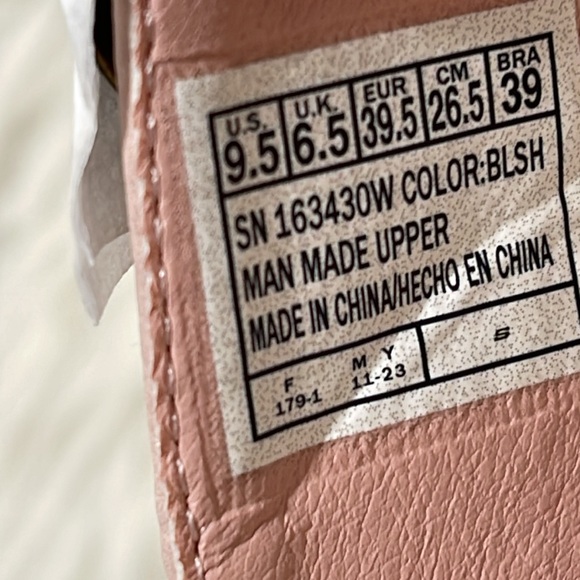 U.S. U.K. EUR CM BRA
9.5 6.5 39.5 26.5 39
SN 163430W COLOR:BLSH
MAN MADE UPPER
MADE IN CHINA/HECHO EN CHINA
F M Y
179-1 11-23